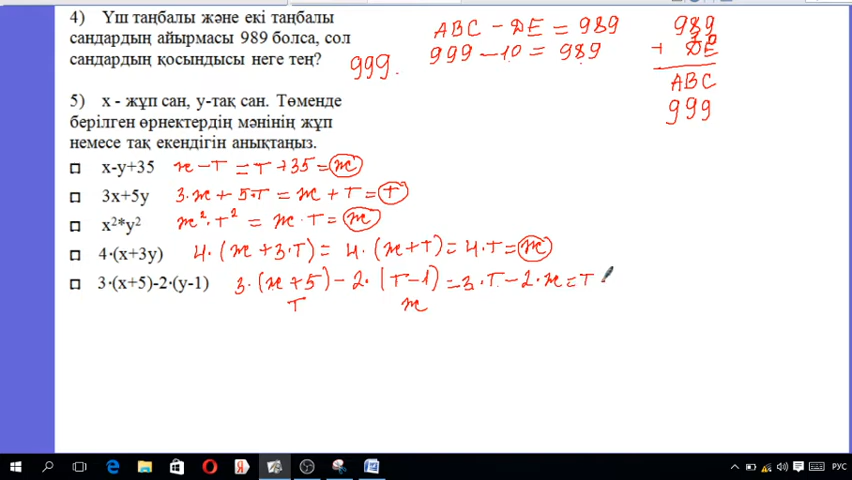 4) Үш таңбалы және екі таңбалы
сандардың айырмасы 989 болса, сол
сандардың қосындысы неге тең?
999.
ABC - DE = 989
999 - 10 = 989
989
+ DE
10
ABC
999
5) х - жұп сан, у-тақ сан. Төменде
берілген өрнектердің мәнінің жұп
немесе тақ екендігін анықтаңыз.
x-y+35 ж - т = т + 35 = ж
3x+5y 3·ж + 5·т = ж + т = т
x²*y² ж²·т² = ж·т = ж
4·(x+3y) 4·(ж + 3·т) = 4·(ж+т) = 4·т = ж
3·(x+5)-2·(y-1) 3·(ж+5) - 2·(т-1) = 3·т - 2·ж = т
т ж
РУС